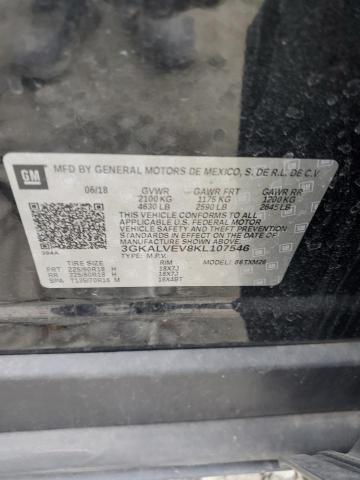 GM
MFD BY GENERAL MOTORS DE MEXICO, S. DE R.L. DE C.V.
06/18 GVWR GAWR FRT GAWR RR
2100 KG 1175 KG 1200 KG
4630 LB 2590 LB 2645 LB
THIS VEHICLE CONFORMS TO ALL
APPLICABLE U.S. FEDERAL MOTOR VEHICLE
SAFETY AND THEFT PREVENTION
STANDARDS IN EFFECT ON THE DATE OF
MANUFACTURE SHOWN ABOVE.
3GKALVEV8KL107546
TYPE: M.P.V. MODEL:
TIRE SIZE RIM
FRT 225/60R18 H 18X7J
RR 225/60R18 H 18X7J
SPA T135/70R16 M 16X4BT